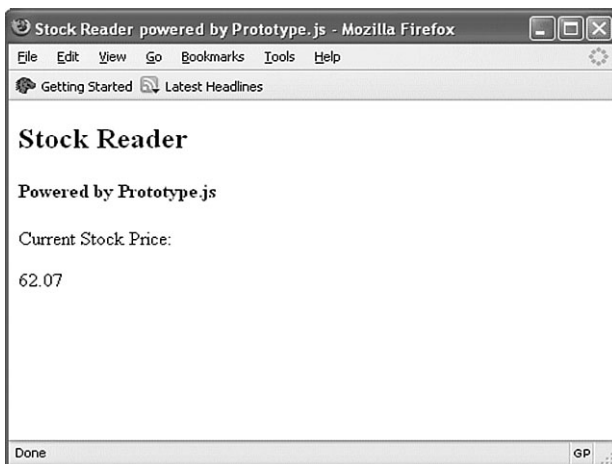 Stock Reader powered by Prototype.js - Mozilla Firefox
File Edit View Go Bookmarks Tools Help
Getting Started Latest Headlines
Stock Reader
Powered by Prototype.js
Current Stock Price:
62.07
Done GP